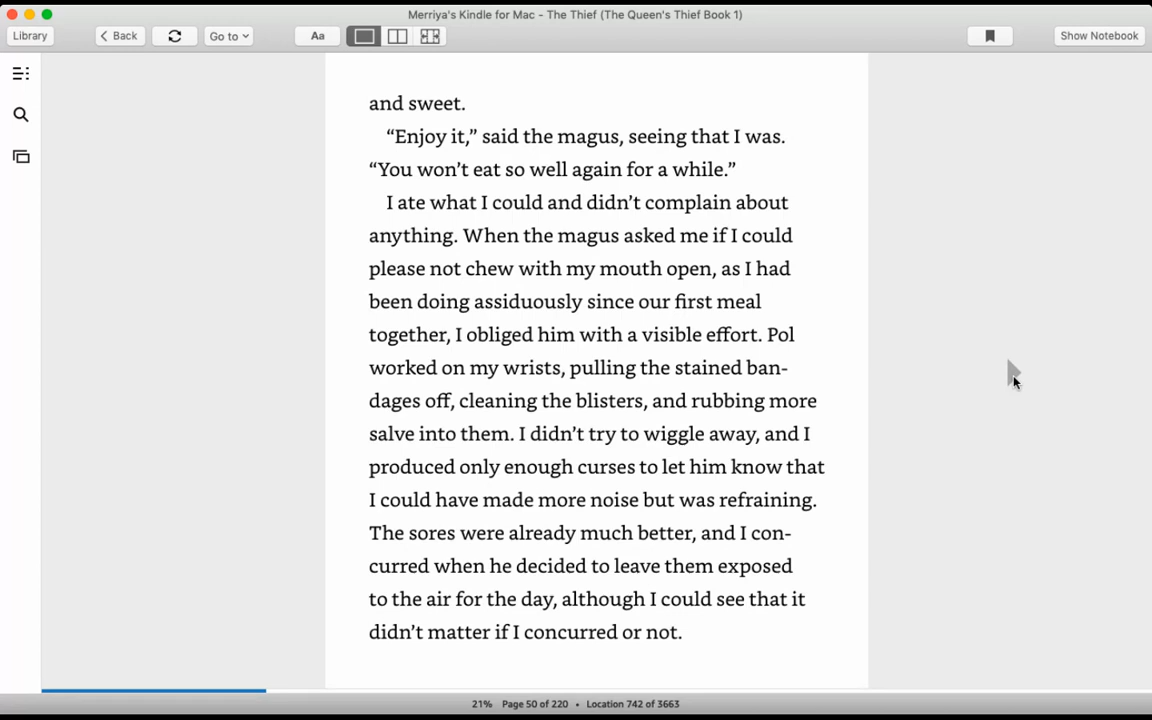 Merriya's Kindle for Mac - The Thief (The Queen's Thief Book 1)
Library
Back
Go to
Aa
Show Notebook
and sweet.
“Enjoy it,” said the magus, seeing that I was.
“You won’t eat so well again for a while.”
I ate what I could and didn’t complain about
anything. When the magus asked me if I could
please not chew with my mouth open, as I had
been doing assiduously since our first meal
together, I obliged him with a visible effort. Pol
worked on my wrists, pulling the stained ban-
dages off, cleaning the blisters, and rubbing more
salve into them. I didn’t try to wiggle away, and I
produced only enough curses to let him know that
I could have made more noise but was refraining.
The sores were already much better, and I con-
curred when he decided to leave them exposed
to the air for the day, although I could see that it
didn’t matter if I concurred or not.
21% Page 50 of 220 • Location 742 of 3663